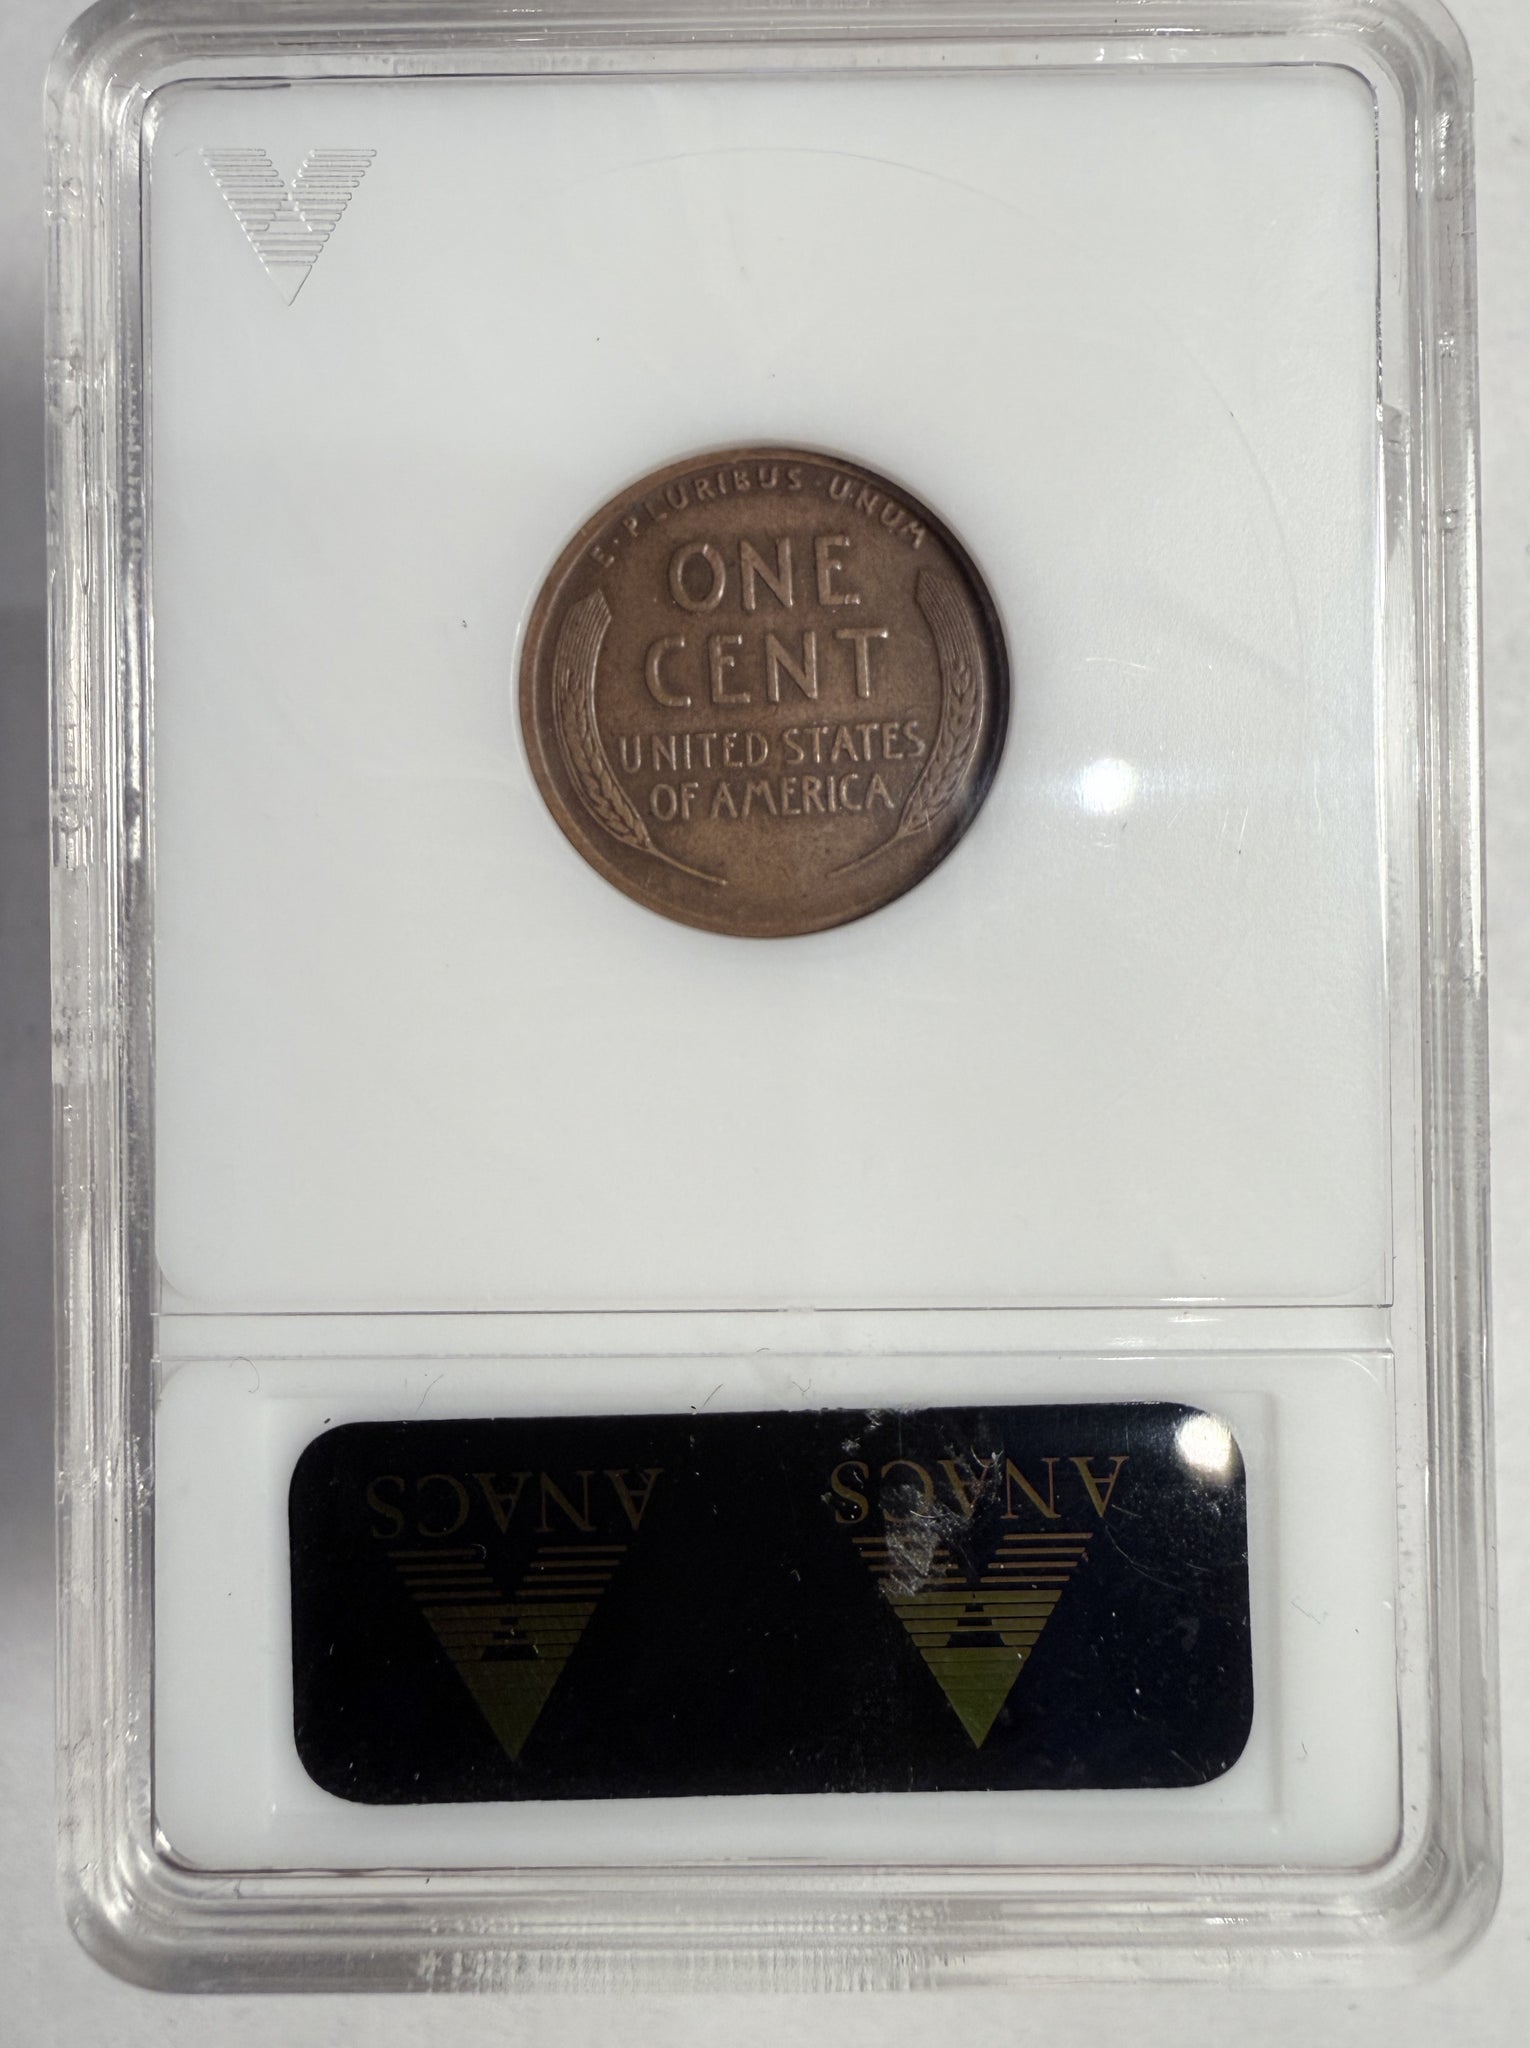 E · PLURIBUS · UNUM
ONE
CENT
UNITED STATES
OF AMERICA
ANACS ANACS